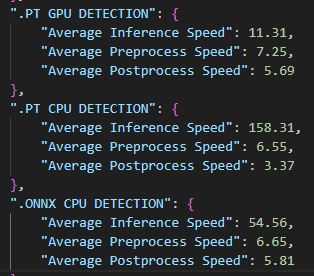 ".PT GPU DETECTION": {
"Average Inference Speed": 11.31,
"Average Preprocess Speed": 7.25,
"Average Postprocess Speed": 5.69
},
".PT CPU DETECTION": {
"Average Inference Speed": 158.31,
"Average Preprocess Speed": 6.55,
"Average Postprocess Speed": 3.37
},
".ONNX CPU DETECTION": {
"Average Inference Speed": 54.56,
"Average Preprocess Speed": 6.65,
"Average Postprocess Speed": 5.81